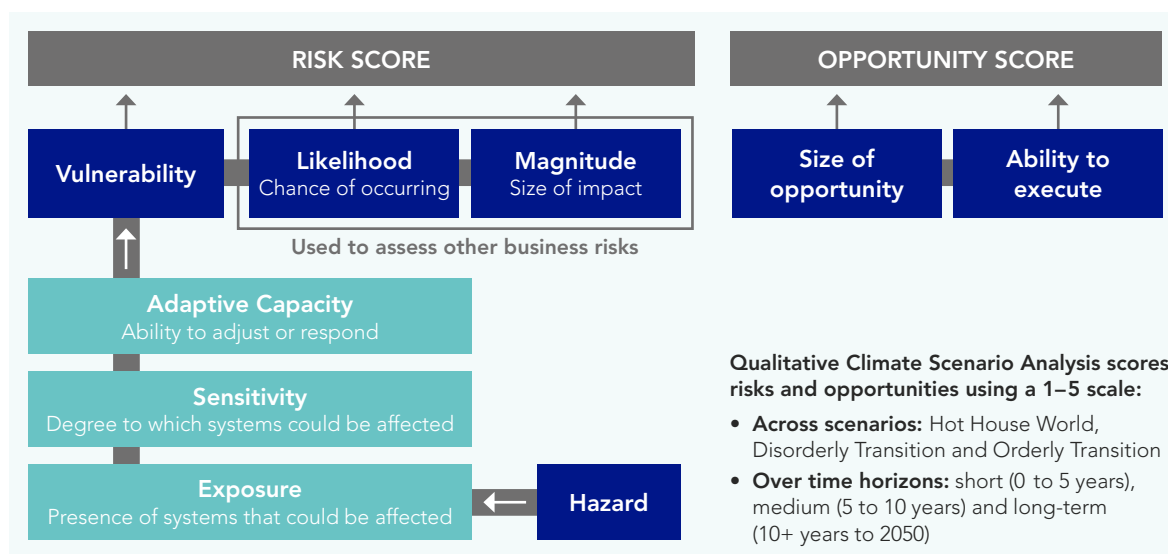 RISK SCORE
OPPORTUNITY SCORE
Vulnerability
Likelihood
Chance of occurring
Magnitude
Size of impact
Size of
opportunity
Ability to
execute
Used to assess other business risks
Adaptive Capacity
Ability to adjust or respond
Sensitivity
Degree to which systems could be affected
Exposure
Presence of systems that could be affected
Hazard
Qualitative Climate Scenario Analysis scores
risks and opportunities using a 1–5 scale:
• Across scenarios: Hot House World,
Disorderly Transition and Orderly Transition
• Over time horizons: short (0 to 5 years),
medium (5 to 10 years) and long-term
(10+ years to 2050)